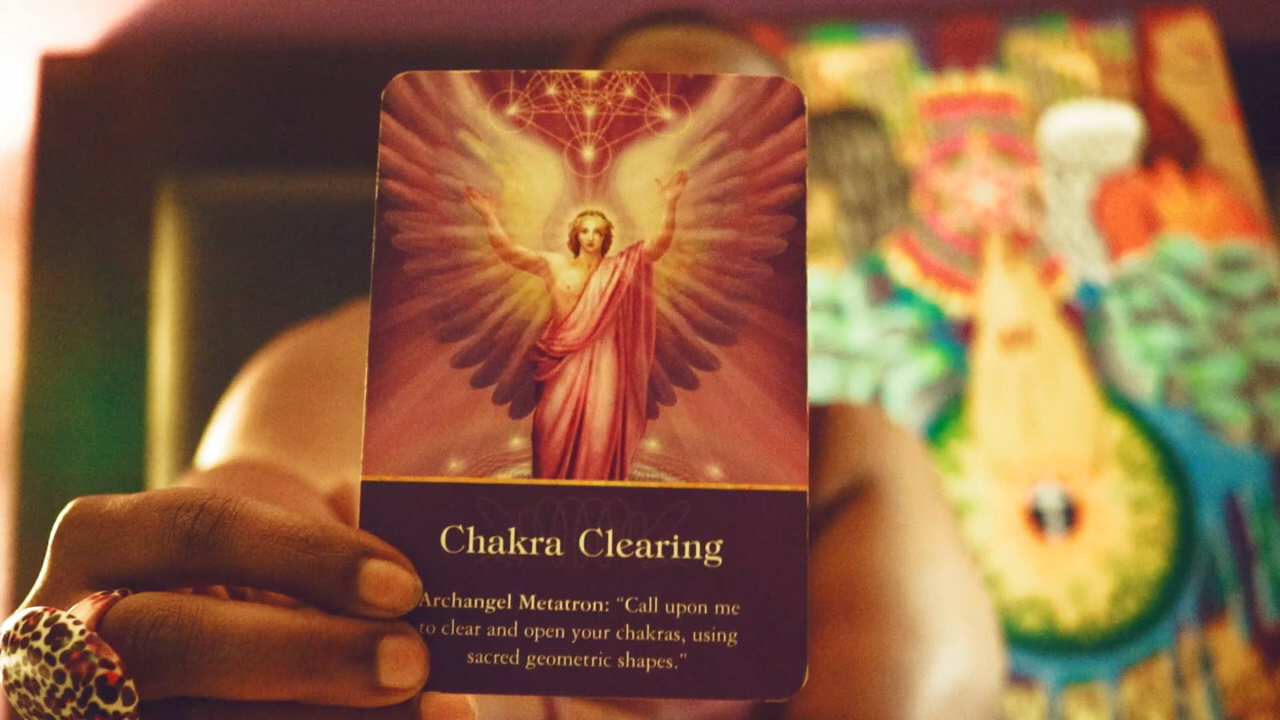 Chakra Clearing
Archangel Metatron: “Call upon me
to clear and open your chakras, using
sacred geometric shapes.”